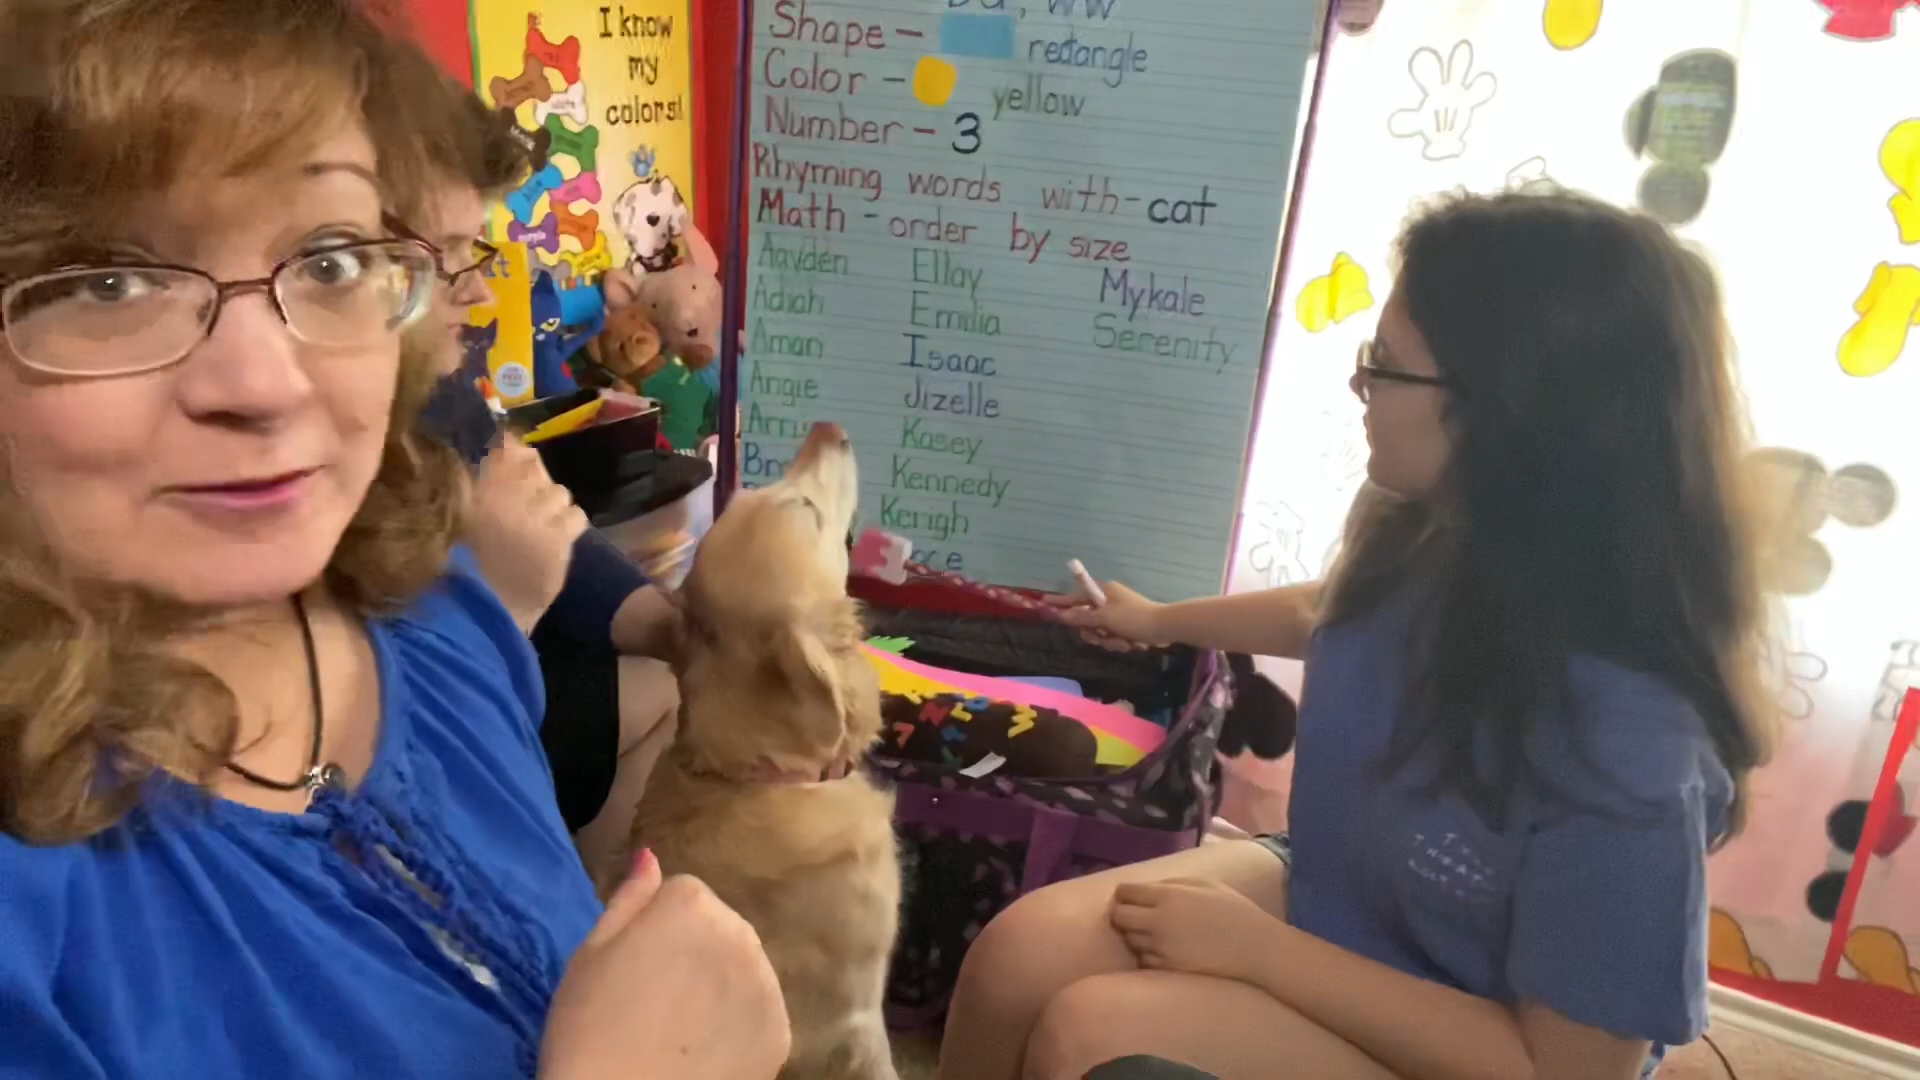 I know
my
colors!
Shape - rectangle
Color - yellow
Number - 3
Rhyming words with - cat
Math - order by size
Aayden Ellay Mykale
Adiah Emilia Serenity
Amari Isaac
Angie Jizelle
Kasey
Kennedy
Kerigh